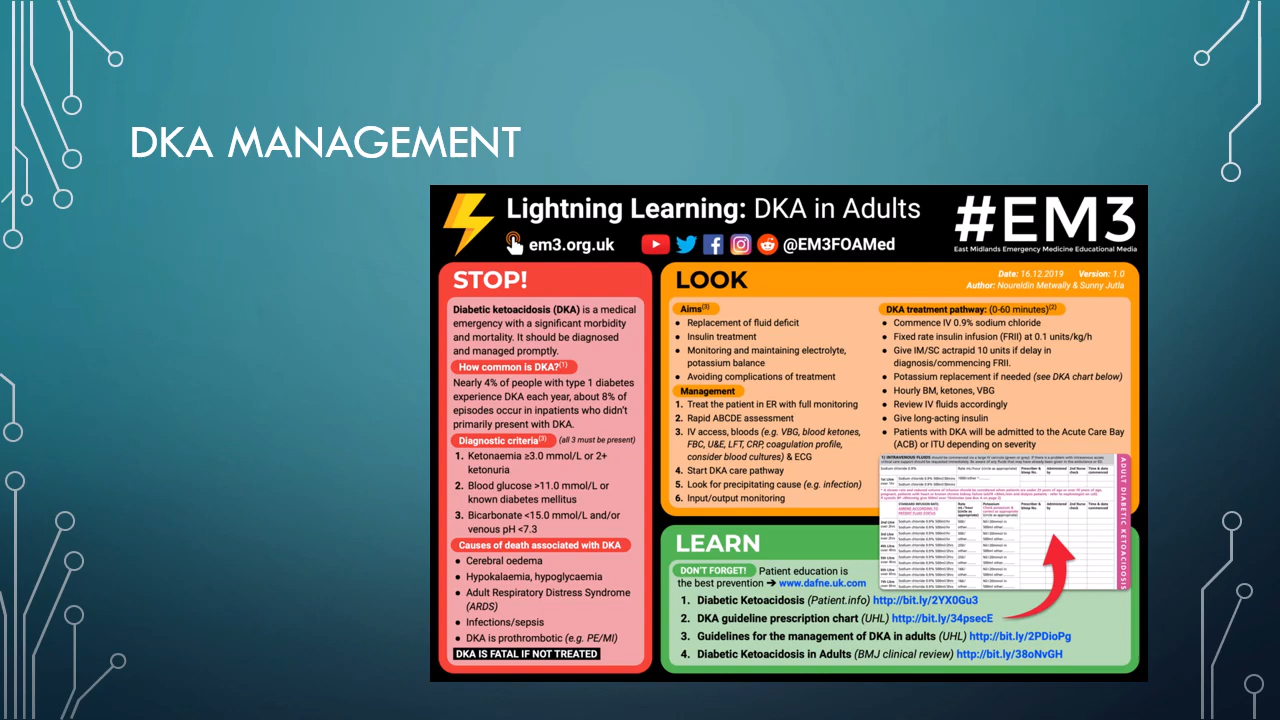 DKA MANAGEMENT
Lightning Learning: DKA in Adults
em3.org.uk
@EM3FOAMed
#EM3
East Midlands Emergency Medicine Educational Media
STOP!
Diabetic ketoacidosis (DKA) is a medical
emergency with a significant morbidity
and mortality. It should be diagnosed
and managed promptly.
How common is DKA?(1)
Nearly 4% of people with type 1 diabetes
experience DKA each year, about 8% of
episodes occur in inpatients who didn't
primarily present with DKA.
Diagnostic criteria(3) (all 3 must be present)
1. Ketonaemia ≥3.0 mmol/L or 2+
ketonuria
2. Blood glucose >11.0 mmol/L or
known diabetes mellitus
3. Bicarbonate <15.0 mmol/L and/or
venous pH <7.3
Causes of death associated with DKA
• Cerebral oedema
• Hypokalaemia, hypoglycaemia
• Adult Respiratory Distress Syndrome
(ARDS)
• Infections/sepsis
• DKA is prothrombotic (e.g. PE/MI)
DKA IS FATAL IF NOT TREATED
LOOK
Date: 16.12.2019 Version: 1.0
Author: Noureldin Metwally & Sunny Jutla
Aims(3)
• Replacement of fluid deficit
• Insulin treatment
• Monitoring and maintaining electrolyte,
potassium balance
• Avoiding complications of treatment
Management
1. Treat the patient in ER with full monitoring
2. Rapid ABCDE assessment
3. IV access, bloods (e.g. VBG, blood ketones,
FBC, U&E, LFT, CRP, coagulation profile,
consider blood cultures) & ECG
4. Start DKA care pathway
5. Look for precipitating cause (e.g. infection)
6. Input/output monitoring
DKA treatment pathway: (0-60 minutes)(2)
• Commence IV 0.9% sodium chloride
• Fixed rate insulin infusion (FRII) at 0.1 units/kg/h
• Give IM/SC actrapid 10 units if delay in
diagnosis/commencing FRII.
• Potassium replacement if needed (see DKA chart below)
• Hourly BM, ketones, VBG
• Review IV fluids accordingly
• Give long-acting insulin
• Patients with DKA will be admitted to the Acute Care Bay
(ACB) or ITU depending on severity
ADULT DIABETIC KETOACIDOSIS
LEARN
DON'T FORGET! Patient education is
the best prevention ➔ www.dafne.uk.com
1. Diabetic Ketoacidosis (Patient.info) http://bit.ly/2YX0Gu3
2. DKA guideline prescription chart (UHL) http://bit.ly/34psecE
3. Guidelines for the management of DKA in adults (UHL) http://bit.ly/2PDioPg
4. Diabetic Ketoacidosis in Adults (BMJ clinical review) http://bit.ly/38oNvGH